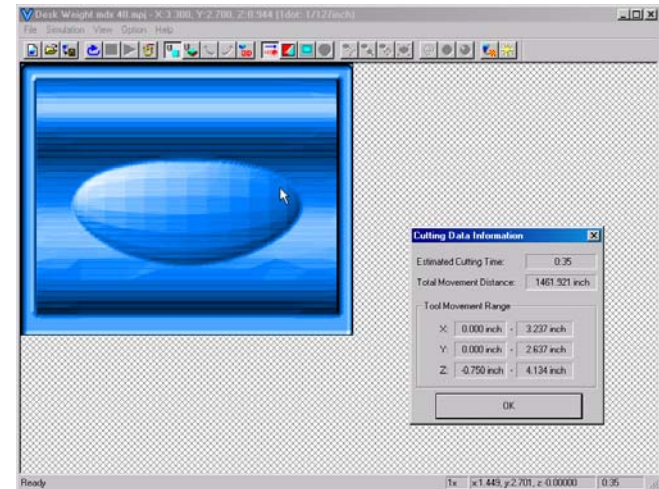 Desk Weight mdx 40.mpj - X:3.300, Y:2.700, Z:0.944 (1dot: 1/127inch)
File Simulation View Option Help
Cutting Data Information
Estimated Cutting Time: 0:35
Total Movement Distance: 1461.921 inch
Tool Movement Range
X: 0.000 inch - 3.237 inch
Y: 0.000 inch - 2.637 inch
Z: -0.750 inch - 4.134 inch
OK
Ready 1x x:1.449, y:2.701, z:-0.00000 0:35